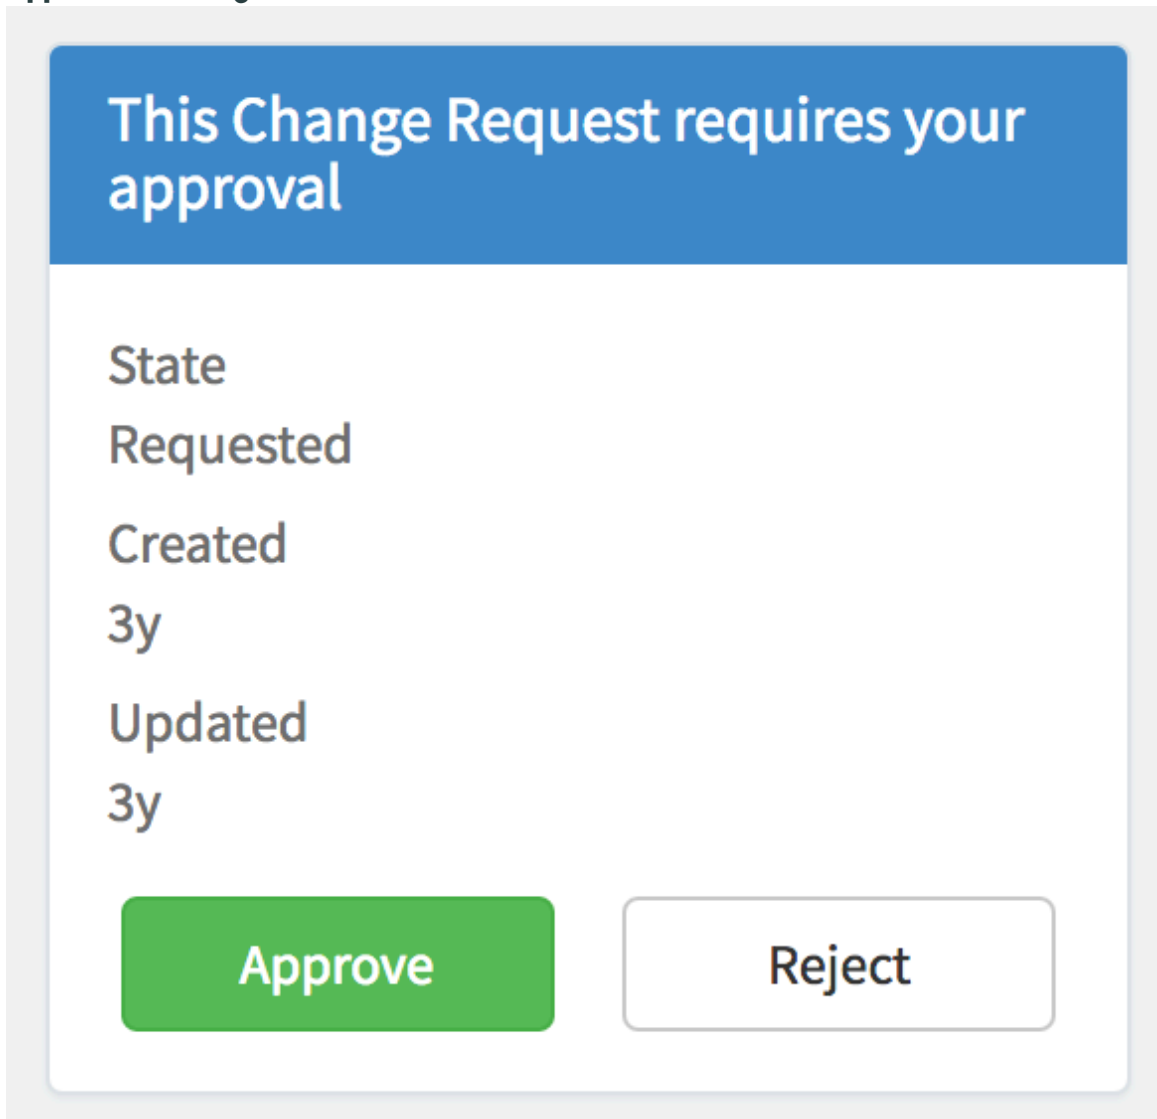 This Change Request requires your
approval
State
Requested
Created
3y
Updated
3y
Approve
Reject